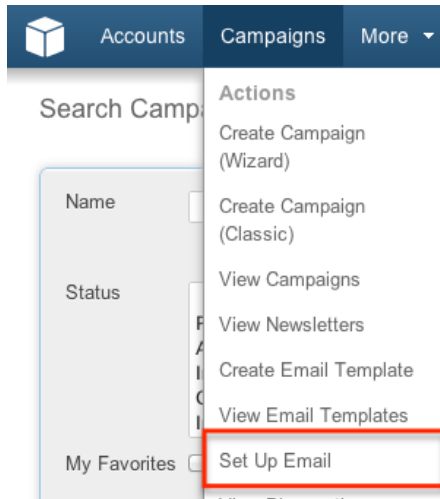 Accounts Campaigns More
Search Camp
Actions
Create Campaign
(Wizard)
Name
Create Campaign
(Classic)
View Campaigns
Status
View Newsletters
Create Email Template
View Email Templates
My Favorites
Set Up Email